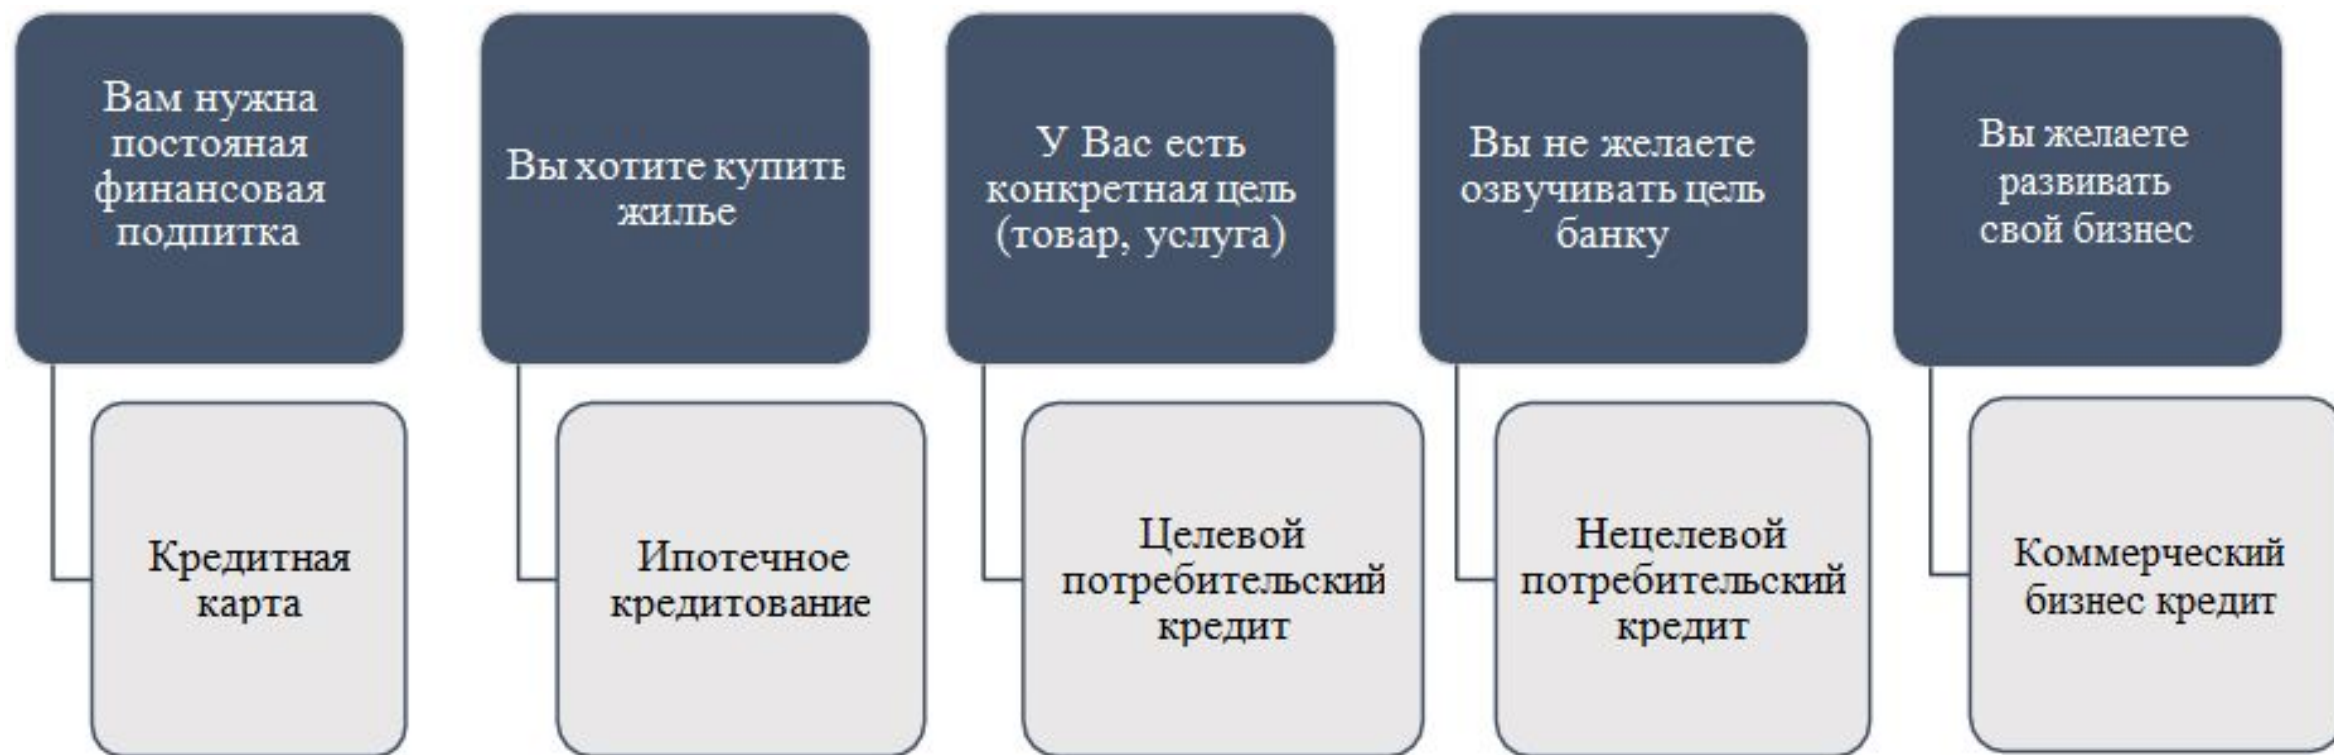 Вам нужна
постояная
финансовая
подпитка
Кредитная
карта
Вы хотите купить
жилье
Ипотечное
кредитование
У Вас есть
конкретная цель
(товар, услуга)
Целевой
потребительский
кредит
Вы не желаете
озвучивать цель
банку
Нецелевой
потребительский
кредит
Вы желаете
развивать
свой бизнес
Коммерческий
бизнес кредит